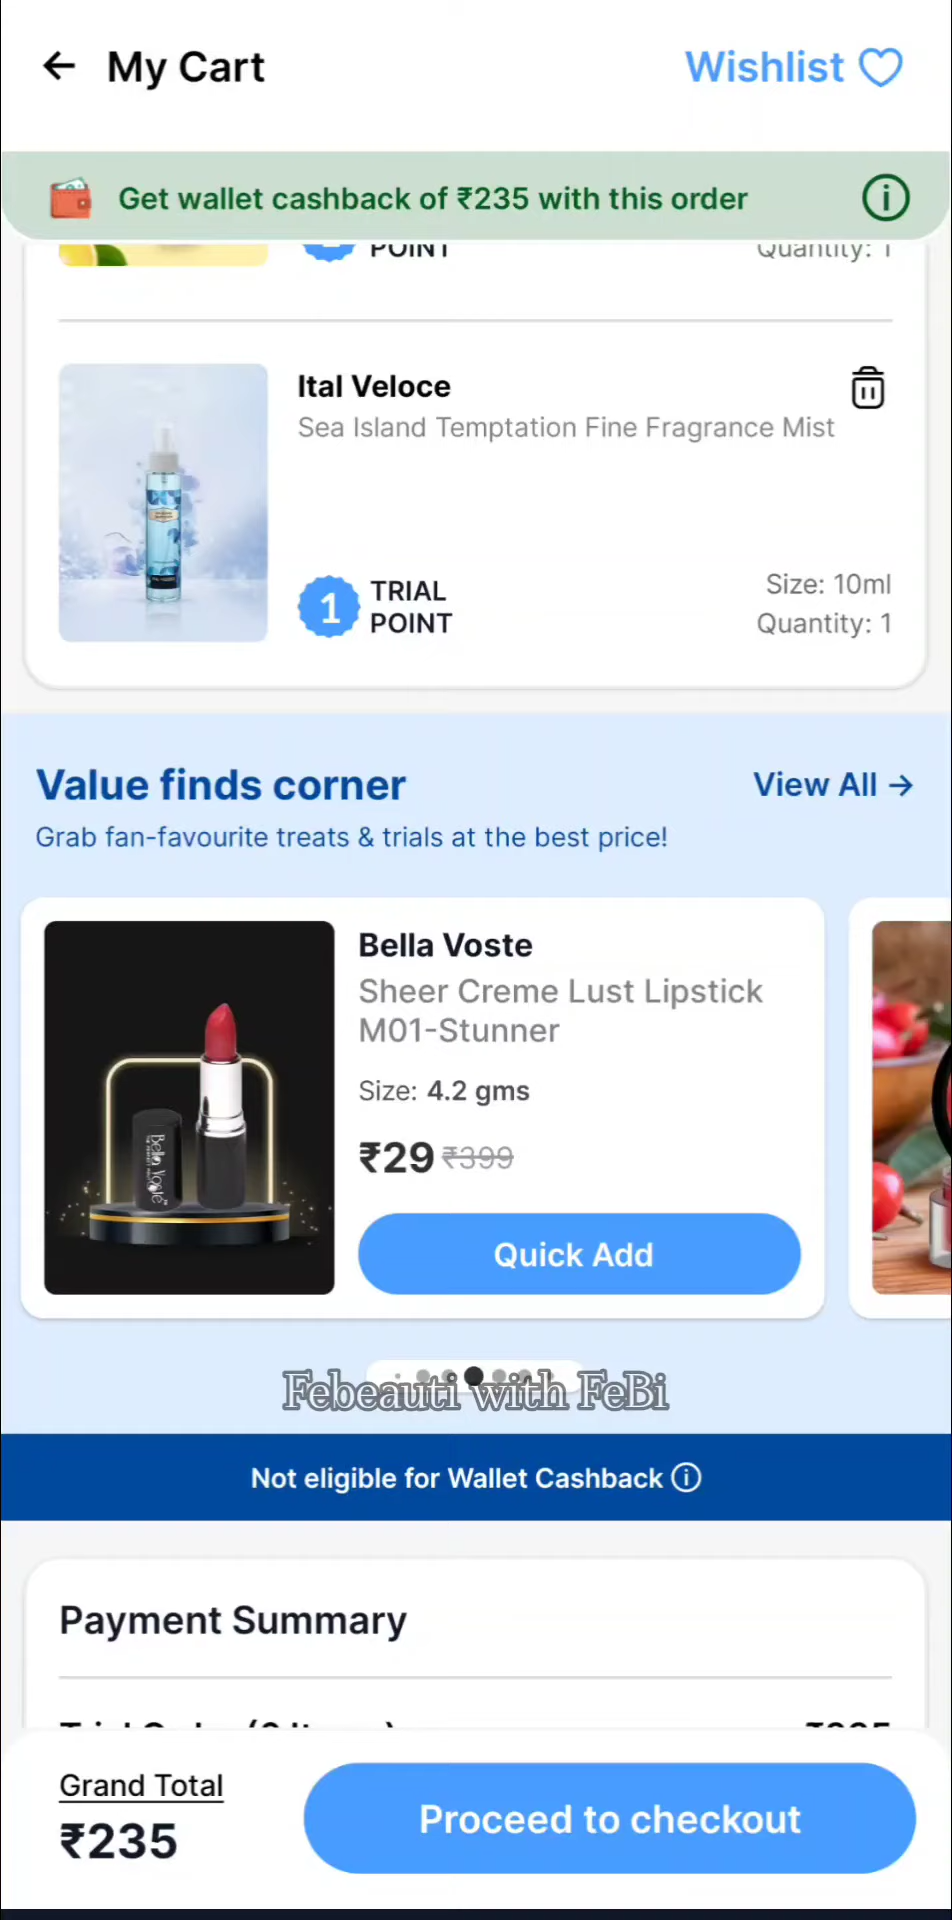 My Cart
Wishlist
Get wallet cashback of ₹235 with this order
POINT
Quantity: 1
Ital Veloce
Sea Island Temptation Fine Fragrance Mist
1
TRIAL
POINT
Size: 10ml
Quantity: 1
Value finds corner
View All →
Grab fan-favourite treats & trials at the best price!
Bella Voste
Sheer Creme Lust Lipstick
M01-Stunner
Size: 4.2 gms
₹29 ₹399
Quick Add
Bella Voste
Febeauti with FeBi
Not eligible for Wallet Cashback
Payment Summary
Grand Total
₹235
Proceed to checkout